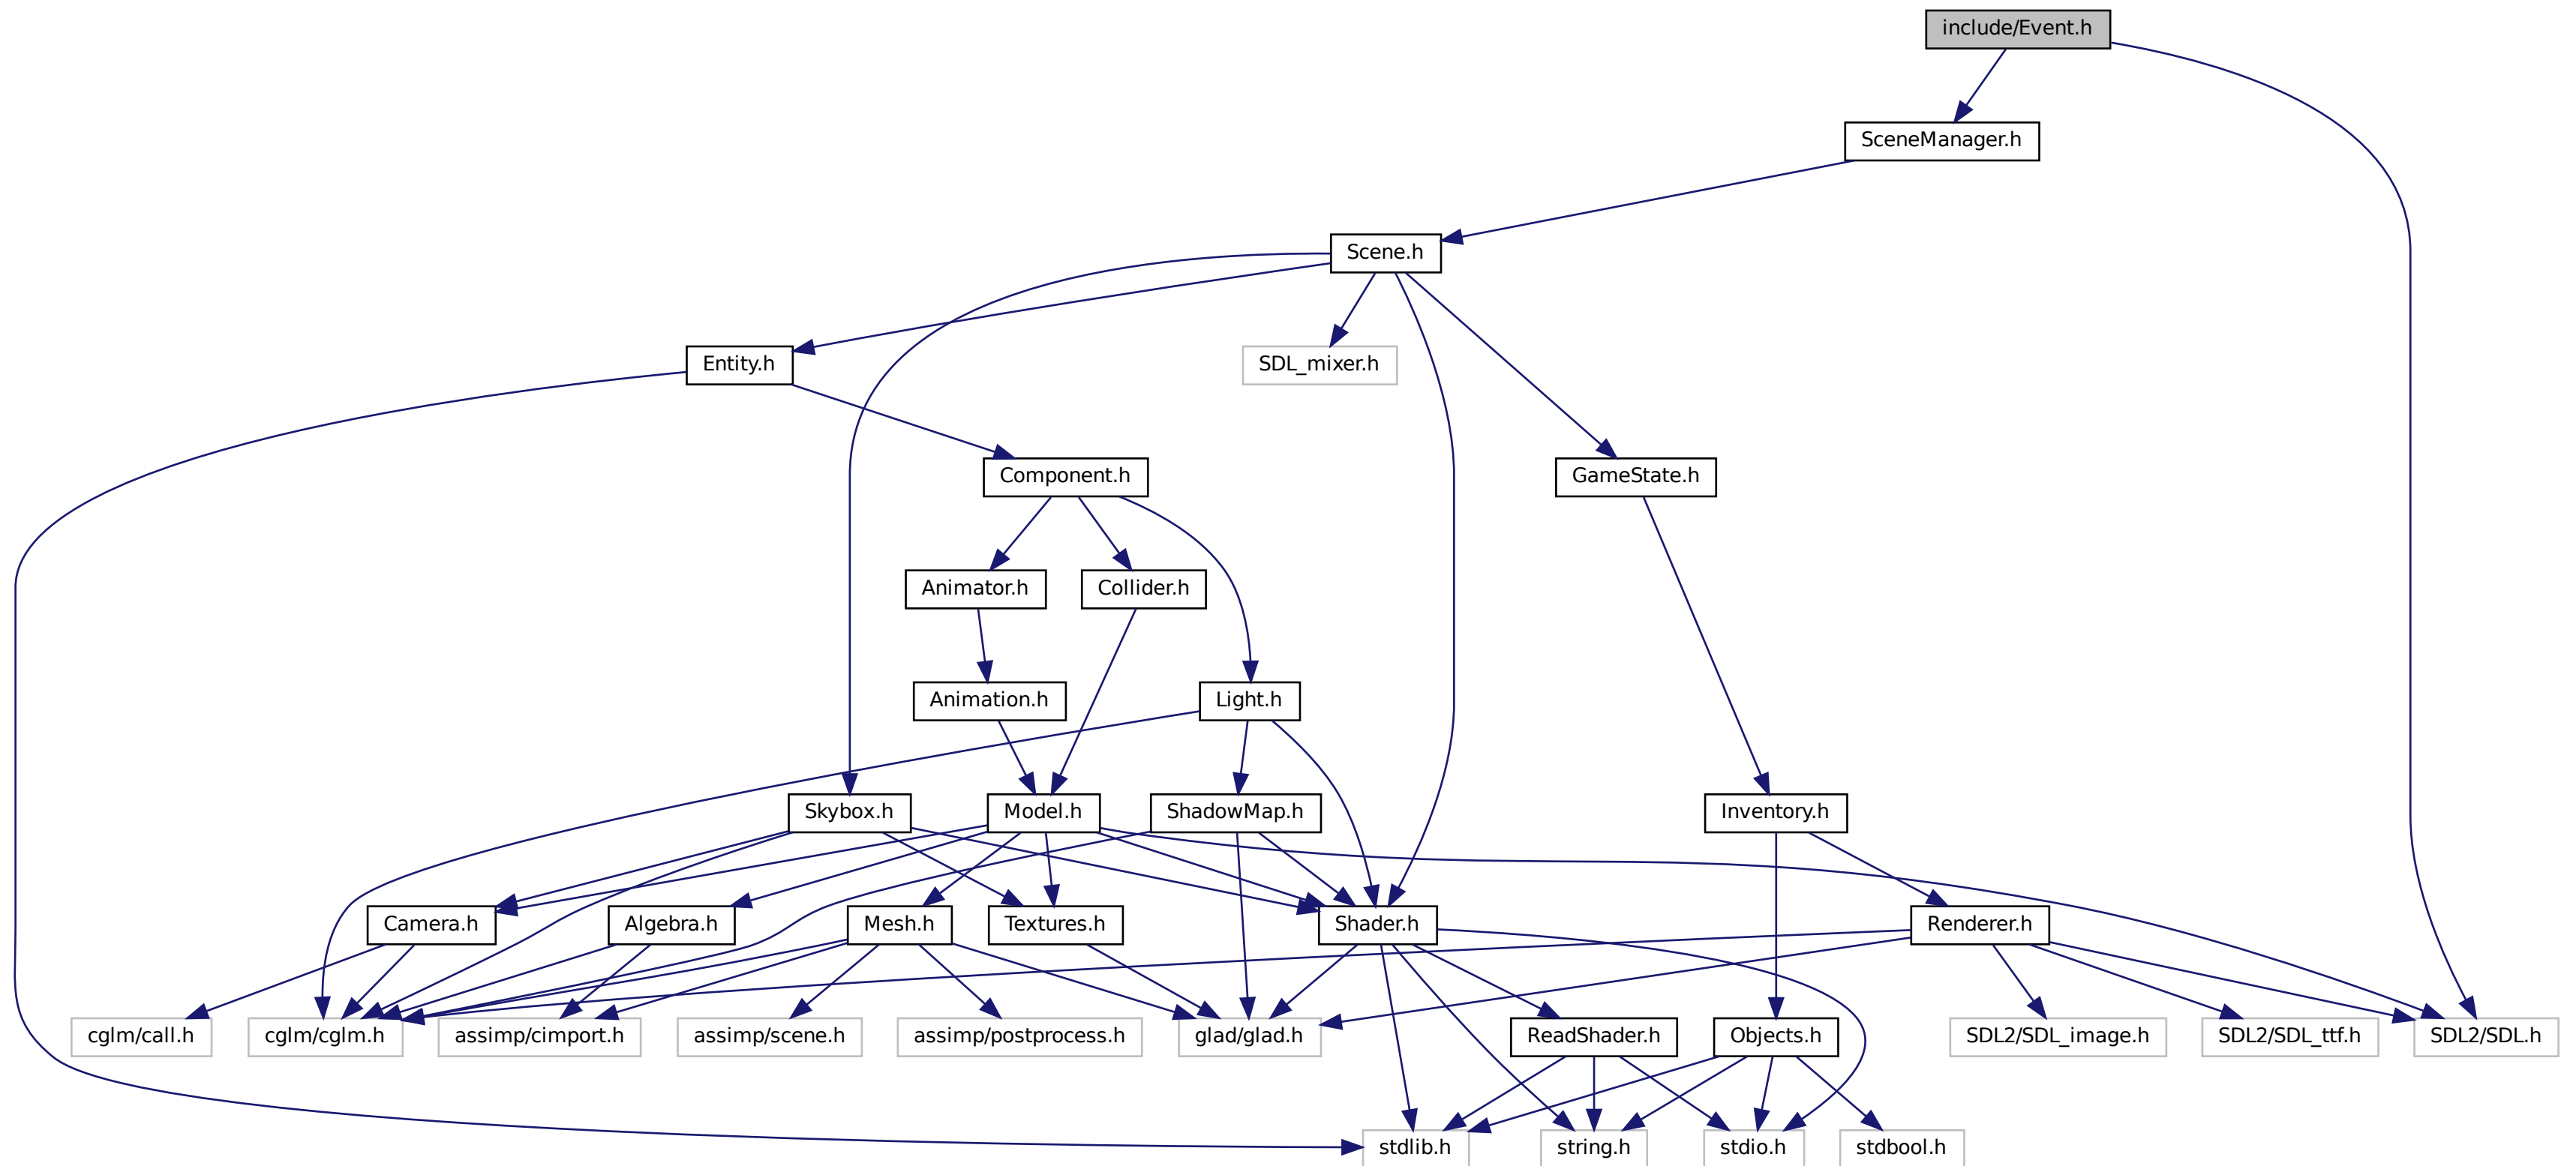 include/Event.h
SceneManager.h
Scene.h
Entity.h
SDL_mixer.h
Component.h
GameState.h
Animator.h
Collider.h
Animation.h
Light.h
Skybox.h
Model.h
ShadowMap.h
Inventory.h
Camera.h
Algebra.h
Mesh.h
Textures.h
Shader.h
Renderer.h
cglm/call.h
cglm/cglm.h
assimp/cimport.h
assimp/scene.h
assimp/postprocess.h
glad/glad.h
ReadShader.h
Objects.h
SDL2/SDL_image.h
SDL2/SDL_ttf.h
SDL2/SDL.h
stdlib.h
string.h
stdio.h
stdbool.h